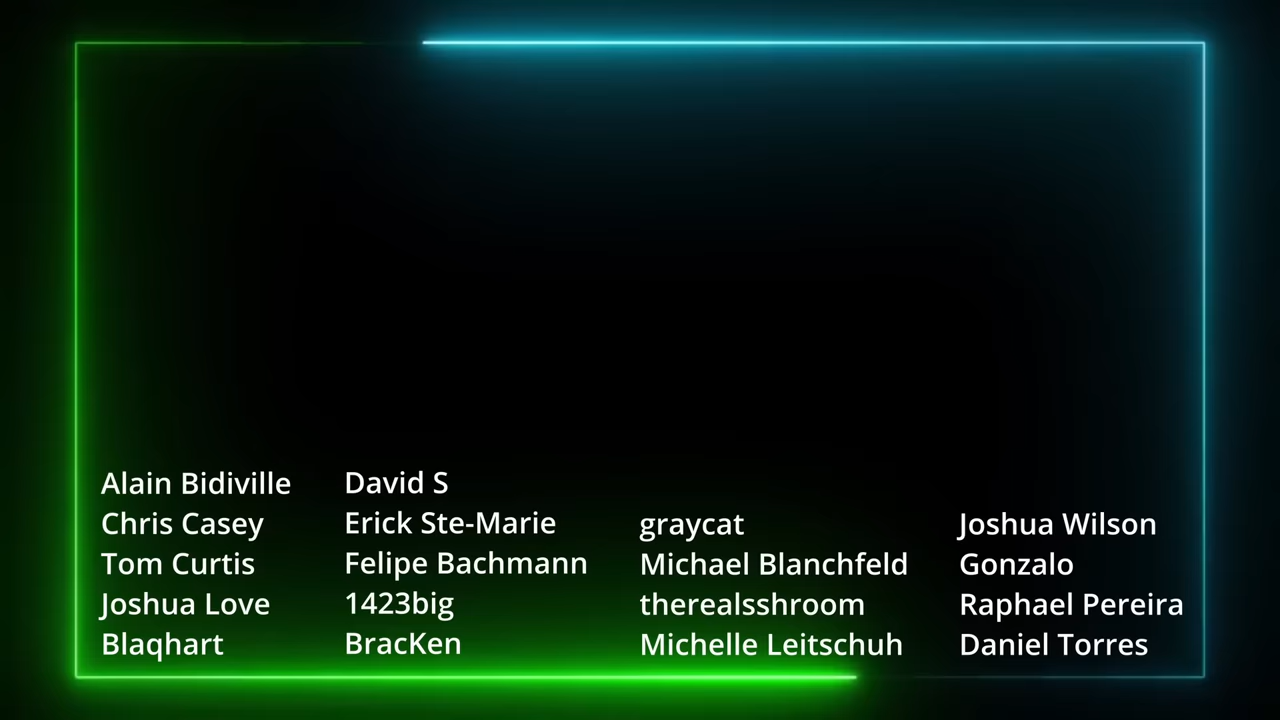 Alain Bidiville
Chris Casey
Tom Curtis
Joshua Love
Blaqhart
David S
Erick Ste-Marie
Felipe Bachmann
1423big
BracKen
graycat
Michael Blanchfeld
therealsshroom
Michelle Leitschuh
Joshua Wilson
Gonzalo
Raphael Pereira
Daniel Torres